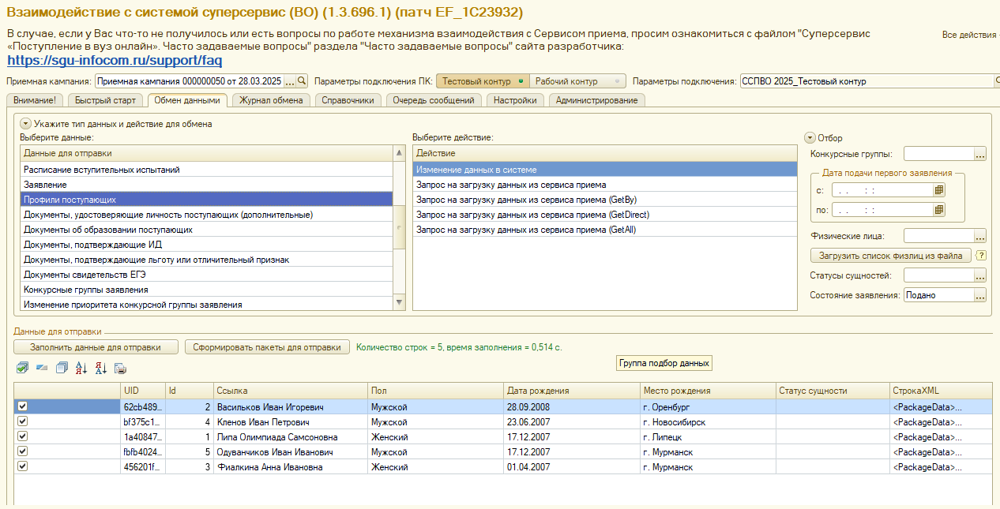 Взаимодействие с системой суперсервис (ВО) (1.3.696.1) (патч EF_1C23932)
В случае, если у Вас что-то не получилось или есть вопросы по работе механизма взаимодействия с Сервисом приема, просим ознакомиться с файлом "Суперсервис
«Поступление в вуз онлайн». Часто задаваемые вопросы" раздела "Часто задаваемые вопросы" сайта разработчика:
https://sgu-infocom.ru/support/faq
Все действия
Приемная кампания: Приемная кампания 000000050 от 28.03.2025 ... Параметры подключения ПК: Тестовый контур Рабочий контур Параметры подключения: ССПВО 2025_Тестовый контур
Внимание! Быстрый старт Обмен данными Журнал обмена Справочники Очередь сообщений Настройки Администрирование
Укажите тип данных и действие для обмена
Выберите данные:
Данные для отправки
Расписание вступительных испытаний
Заявление
Профили поступающих
Документы, удостоверяющие личность поступающих (дополнительные)
Документы об образовании поступающих
Документы, подтверждающие ИД
Документы, подтверждающие льготу или отличительный признак
Документы свидетельств ЕГЭ
Конкурсные группы заявления
Изменение приоритета конкурсной группы заявления
Выберите действие:
Действие
Изменение данных в системе
Запрос на загрузку данных из сервиса приема
Запрос на загрузку данных из сервиса приема (GetBy)
Запрос на загрузку данных из сервиса приема (GetDirect)
Запрос на загрузку данных из сервиса приема (GetAll)
Отбор
Конкурсные группы: ...
Дата подачи первого заявления
с: . . : :
по: . . : :
Физические лица: ...
Загрузить список физлиц из файла ?
Статусы сущностей: ...
Состояние заявления: Подано ...
Данные для отправки
Заполнить данные для отправки Сформировать пакеты для отправки Количество строк = 5, время заполнения = 0,514 с.
Группа подбор данных
UID Id Ссылка Пол Дата рождения Место рождения Статус сущности СтрокаXML
62cb489... 2 Васильков Иван Игоревич Мужской 28.09.2008 г. Оренбург <PackageData>...
bf375c1... 4 Кленов Иван Петрович Мужской 23.06.2007 г. Новосибирск <PackageData>...
1a40847... 1 Липа Олимпиада Самсоновна Женский 17.12.2007 г. Липецк <PackageData>...
fbfb4024... 5 Одуванчиков Иван Иванович Мужской 17.12.2007 г. Мурманск <PackageData>...
456201f... 3 Фиалкина Анна Ивановна Женский 01.04.2007 г. Мурманск <PackageData>...